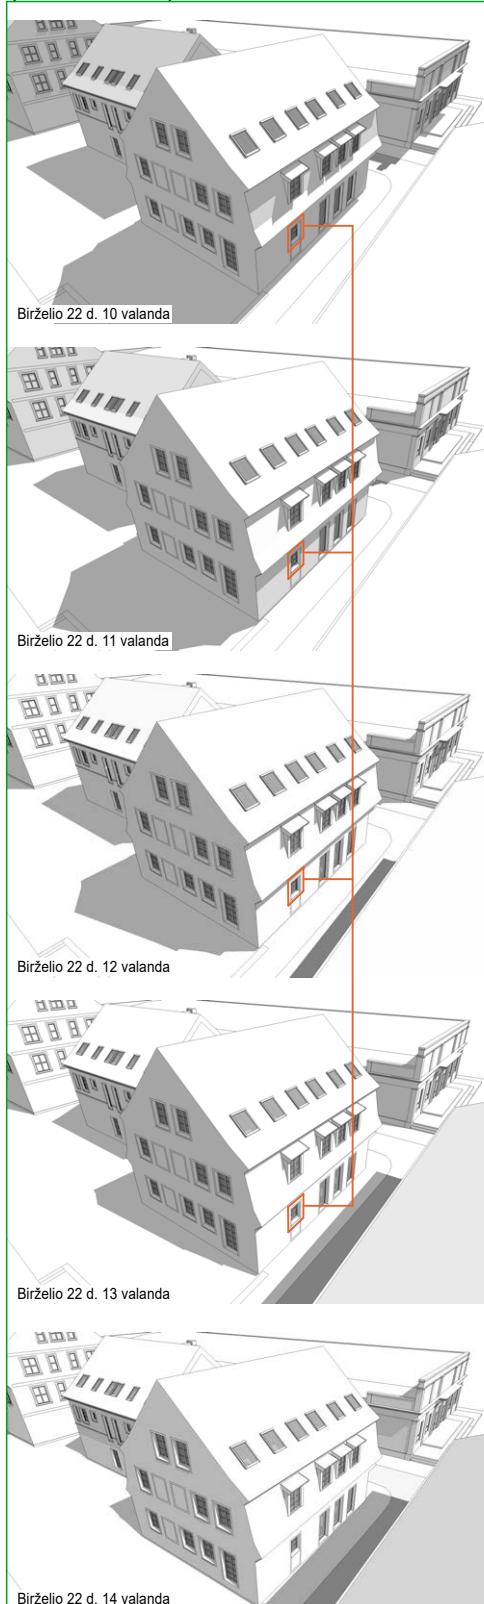 Birželio 22 d. 10 valanda
Birželio 22 d. 11 valanda
Birželio 22 d. 12 valanda
Birželio 22 d. 13 valanda
Birželio 22 d. 14 valanda